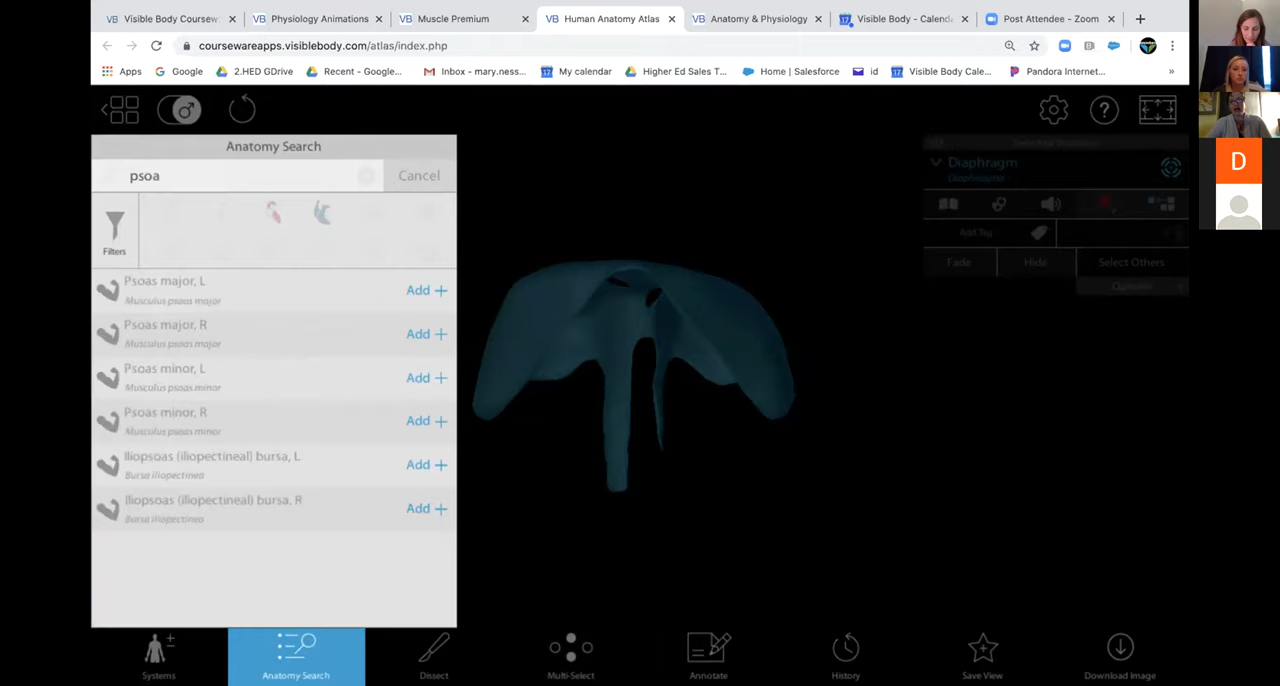 Visible Body Coursew
Physiology Animations
Muscle Premium
Human Anatomy Atlas
Anatomy & Physiology
Visible Body - Calenda
Post Attendee - Zoom
coursewareapps.visiblebody.com/atlas/index.php
Apps
Google
2.HED GDrive
Recent - Google...
Inbox - mary.ness...
My calendar
Higher Ed Sales T...
Home | Salesforce
id
Visible Body Cale...
Pandora Internet...
»
Anatomy Search
psoa
Cancel
Filters
Psoas major, L
Musculus psoas major
Add +
Psoas major, R
Musculus psoas major
Add +
Psoas minor, L
Musculus psoas minor
Add +
Psoas minor, R
Musculus psoas minor
Add +
Iliopsoas (iliopectineal) bursa, L
Bursa iliopectinea
Add +
Iliopsoas (iliopectineal) bursa, R
Bursa iliopectinea
Add +
Diaphragm
Diaphragma
Add Tag
Fade
Hide
Select Others
Options
Systems
Anatomy Search
Dissect
Multi-Select
Annotate
History
Save View
Download Image
D